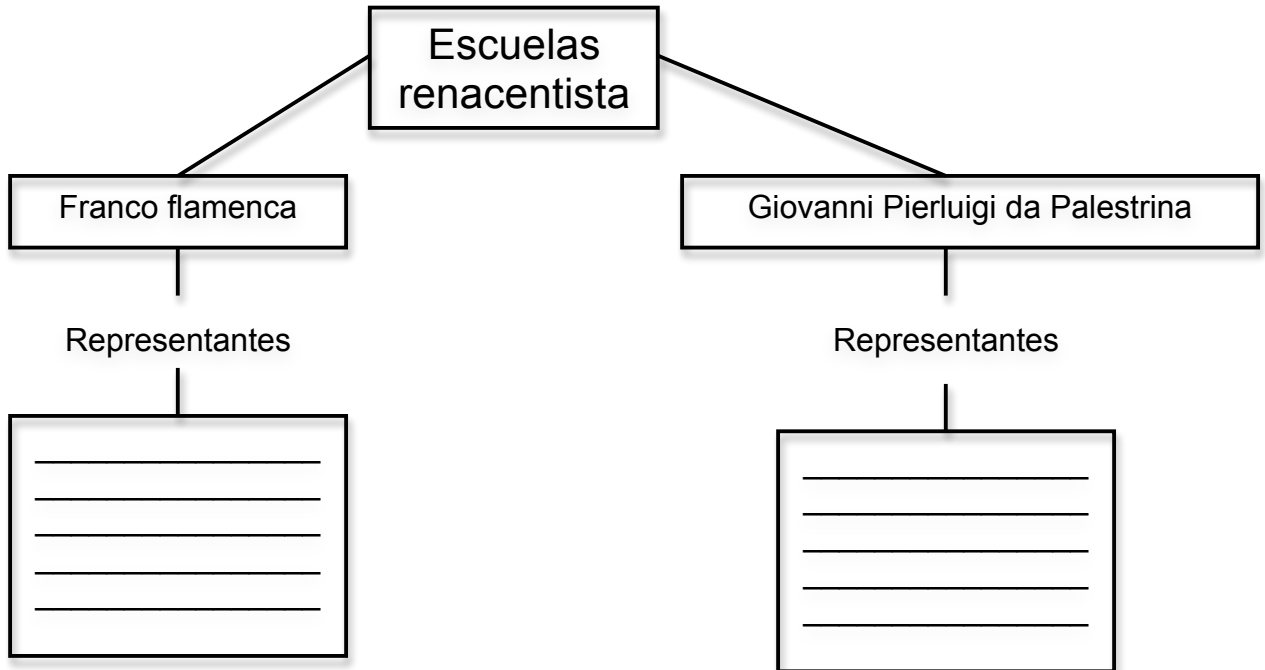 Escuelas
renacentista
Franco flamenca
Giovanni Pierluigi da Palestrina
Representantes
Representantes